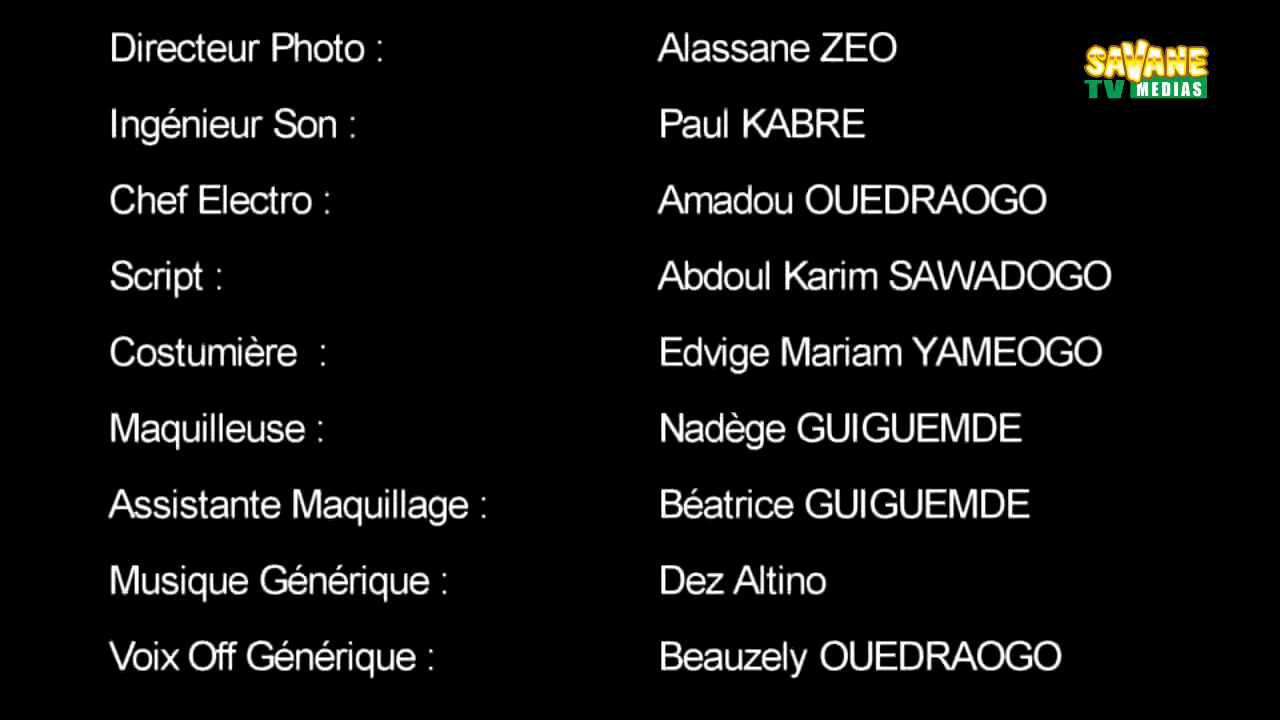 Directeur Photo : Alassane ZEO
Ingénieur Son : Paul KABRE
Chef Electro : Amadou OUEDRAOGO
Script : Abdoul Karim SAWADOGO
Costumière : Edvige Mariam YAMEOGO
Maquilleuse : Nadège GUIGUEMDE
Assistante Maquillage : Béatrice GUIGUEMDE
Musique Générique : Dez Altino
Voix Off Générique : Beauzely OUEDRAOGO
SAVANE
TV MEDIAS